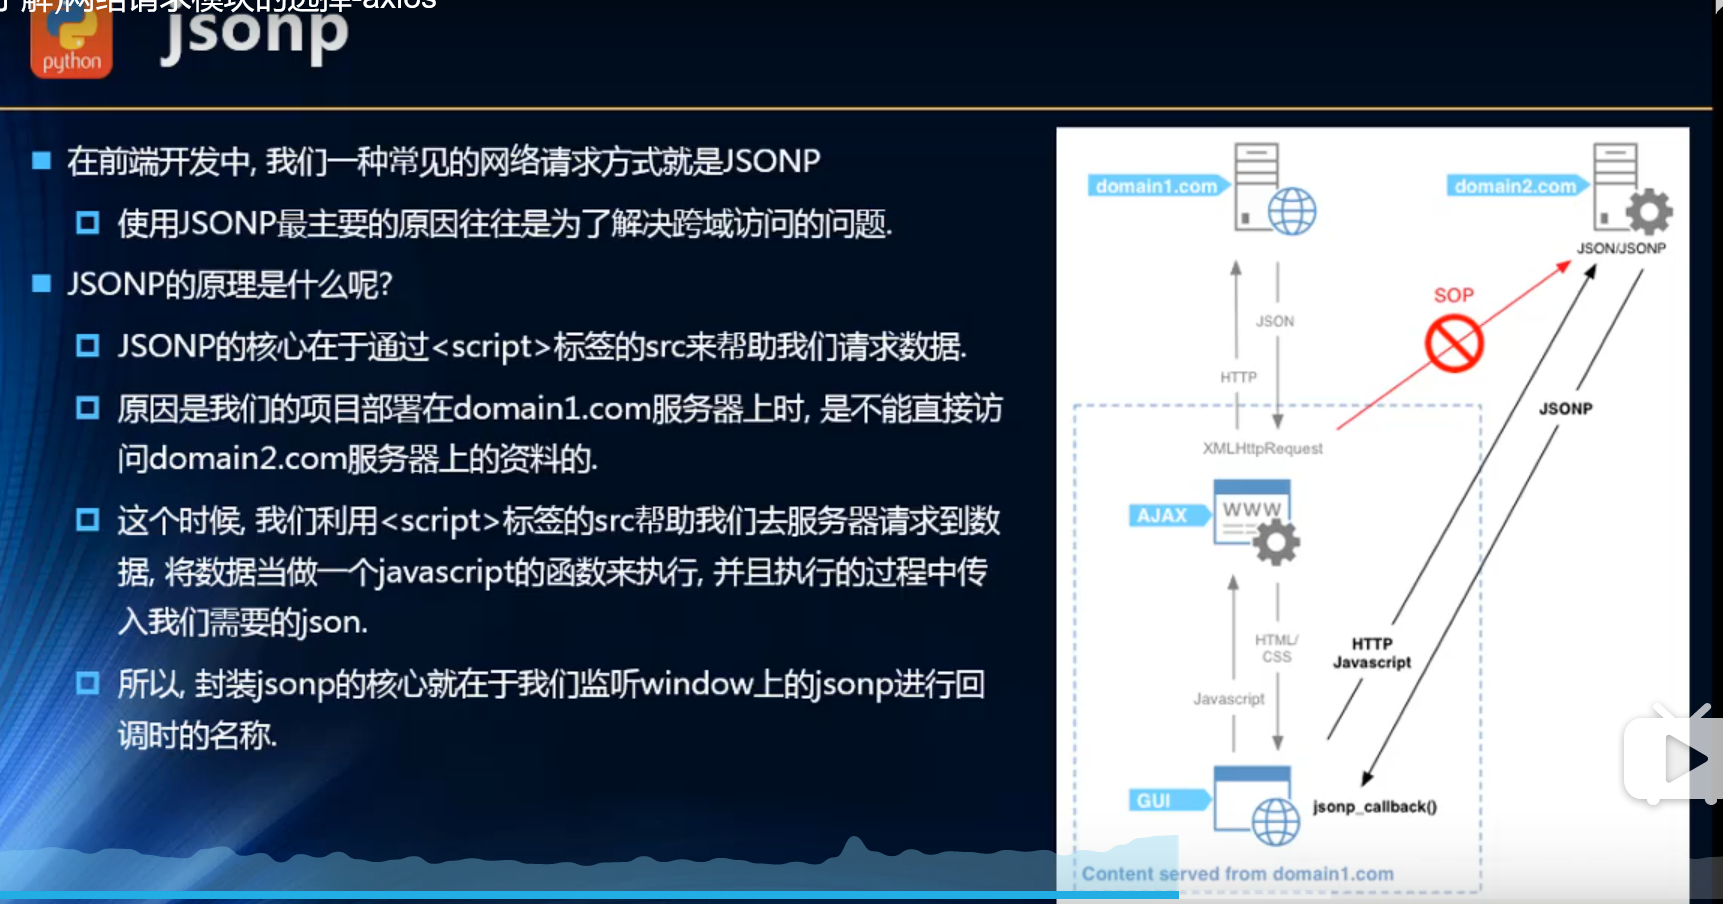 了解)网络请求模块的选择-axios
python
jsonp
在前端开发中, 我们一种常见的网络请求方式就是JSONP
使用JSONP最主要的原因往往是为了解决跨域访问的问题.
JSONP的原理是什么呢?
JSONP的核心在于通过<script>标签的src来帮助我们请求数据.
原因是我们的项目部署在domain1.com服务器上时, 是不能直接访
问domain2.com服务器上的资料的.
这个时候, 我们利用<script>标签的src帮助我们去服务器请求到数
据, 将数据当做一个javascript的函数来执行, 并且执行的过程中传
入我们需要的json.
所以, 封装jsonp的核心就在于我们监听window上的jsonp进行回
调时的名称.
domain1.com
domain2.com
JSON/JSONP
SOP
JSON
HTTP
JSONP
XMLHttpRequest
AJAX
WWW
HTML/
CSS
HTTP
Javascript
Javascript
GUI
jsonp_callback()
Content served from domain1.com